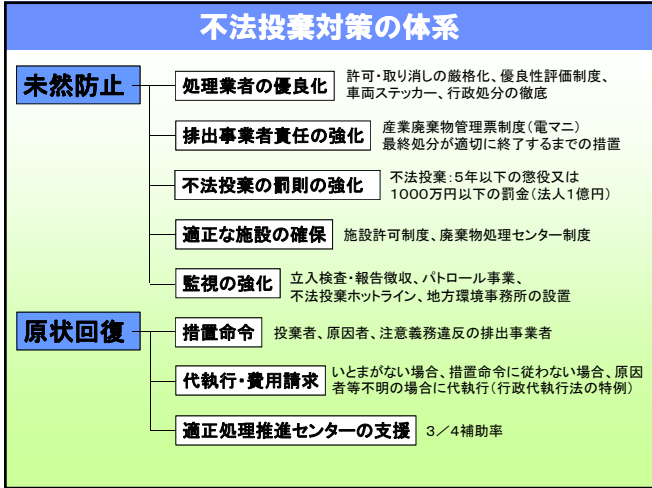 不法投棄対策の体系
未然防止
処理業者の優良化
許可・取り消しの厳格化、優良性評価制度、
車両ステッカー、行政処分の徹底
排出事業者責任の強化
産業廃棄物管理票制度(電マニ)
最終処分が適切に終了するまでの措置
不法投棄の罰則の強化
不法投棄:5年以下の懲役又は
1000万円以下の罰金(法人1億円)
適正な施設の確保
施設許可制度、廃棄物処理センター制度
監視の強化
立入検査・報告徴収、パトロール事業、
不法投棄ホットライン、地方環境事務所の設置
原状回復
措置命令
投棄者、原因者、注意義務違反の排出事業者
代執行・費用請求
いとまがない場合、措置命令に従わない場合、原因
者等不明の場合に代執行(行政代執行法の特例)
適正処理推進センターの支援
3/4補助率